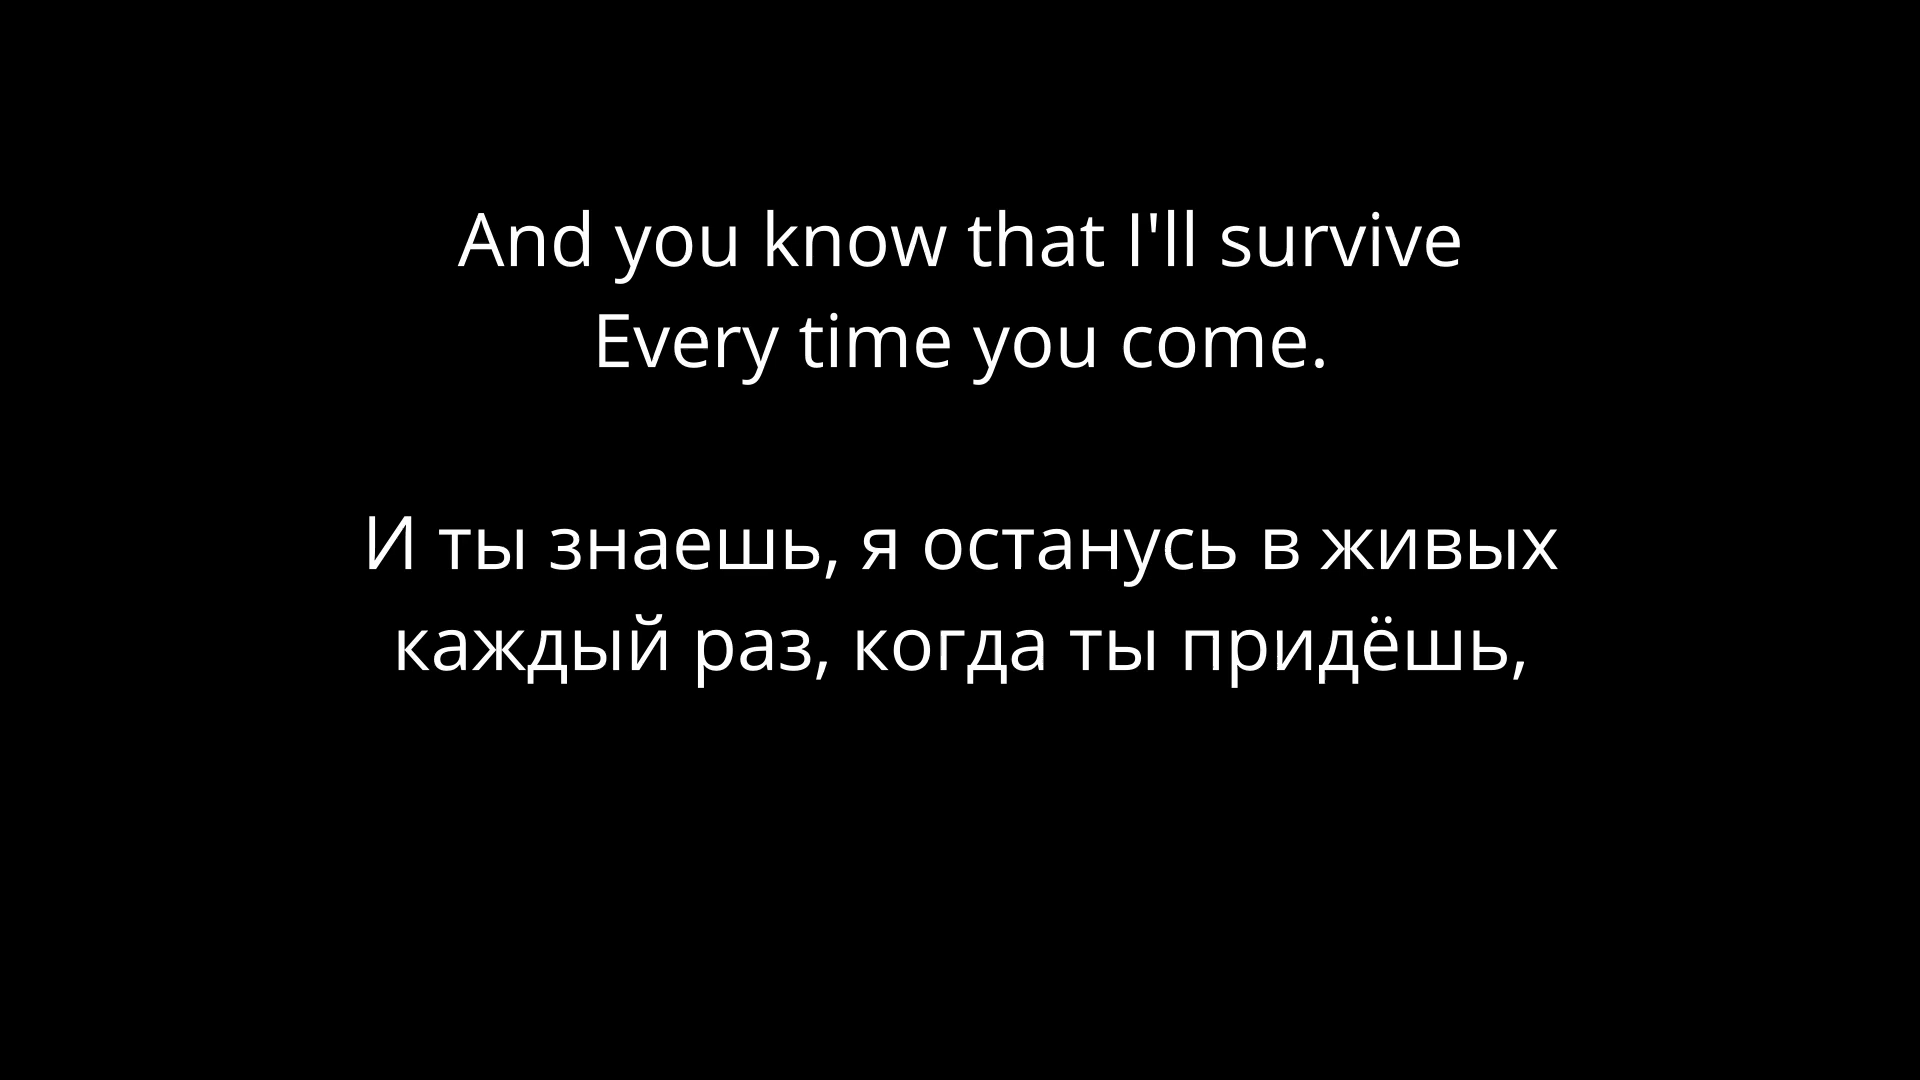 And you know that I'll survive
Every time you come.
И ты знаешь, я останусь в живых
каждый раз, когда ты придёшь,